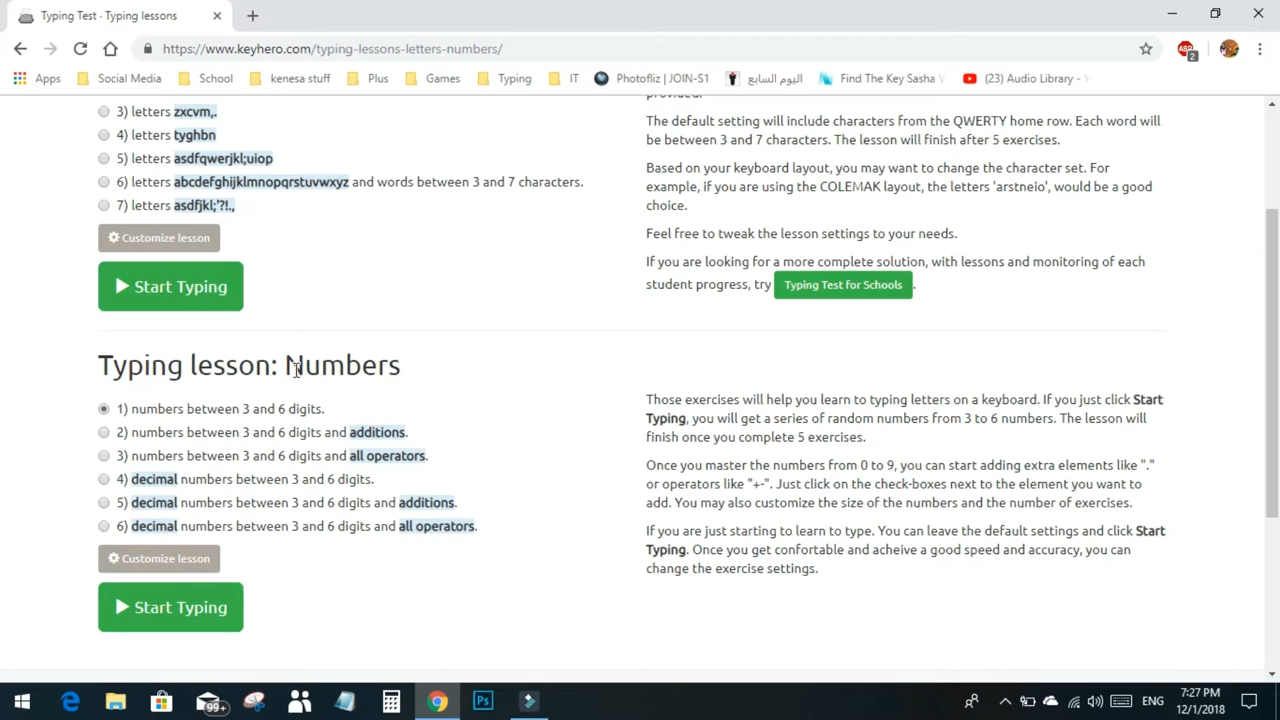 Typing Test · Typing lessons
https://www.keyhero.com/typing-lessons-letters-numbers/
2
Apps Social Media School kenesa stuff Plus Games Typing IT Photofliz | JOIN-S1 اليوم السابع Find The Key Sasha (23) Audio Library -
3) letters zxcvm,.
4) letters tyghbn
5) letters asdfqwerjkl;uiop
6) letters abcdefghijklmnopqrstuvwxyz and words between 3 and 7 characters.
7) letters asdfjkl;'?!.,
Customize lesson
Start Typing
provided.
The default setting will include characters from the QWERTY home row. Each word will
be between 3 and 7 characters. The lesson will finish after 5 exercises.
Based on your keyboard layout, you may want to change the character set. For
example, if you are using the COLEMAK layout, the letters 'arstneio', would be a good
choice.
Feel free to tweak the lesson settings to your needs.
If you are looking for a more complete solution, with lessons and monitoring of each
student progress, try Typing Test for Schools.
Typing lesson: Numbers
1) numbers between 3 and 6 digits.
2) numbers between 3 and 6 digits and additions.
3) numbers between 3 and 6 digits and all operators.
4) decimal numbers between 3 and 6 digits.
5) decimal numbers between 3 and 6 digits and additions.
6) decimal numbers between 3 and 6 digits and all operators.
Customize lesson
Start Typing
Those exercises will help you learn to typing letters on a keyboard. If you just click Start
Typing, you will get a series of random numbers from 3 to 6 numbers. The lesson will
finish once you complete 5 exercises.
Once you master the numbers from 0 to 9, you can start adding extra elements like "."
or operators like "+-". Just click on the check-boxes next to the element you want to
add. You may also customize the size of the numbers and the number of exercises.
If you are just starting to learn to type. You can leave the default settings and click Start
Typing. Once you get confortable and acheive a good speed and accuracy, you can
change the exercise settings.
99+
Ps
ENG
7:27 PM
12/1/2018